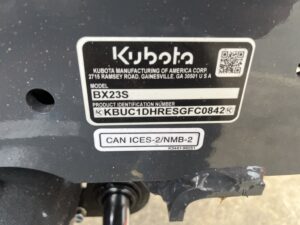 Kubota
KUBOTA MANUFACTURING OF AMERICA CORP
2715 RAMSEY ROAD, GAINESVILLE, GA 30501 U S A
MODEL
BX23S
PRODUCT IDENTIFICATION NUMBER
KBUC1DHRESGFC0842
CAN ICES-2/NMB-2